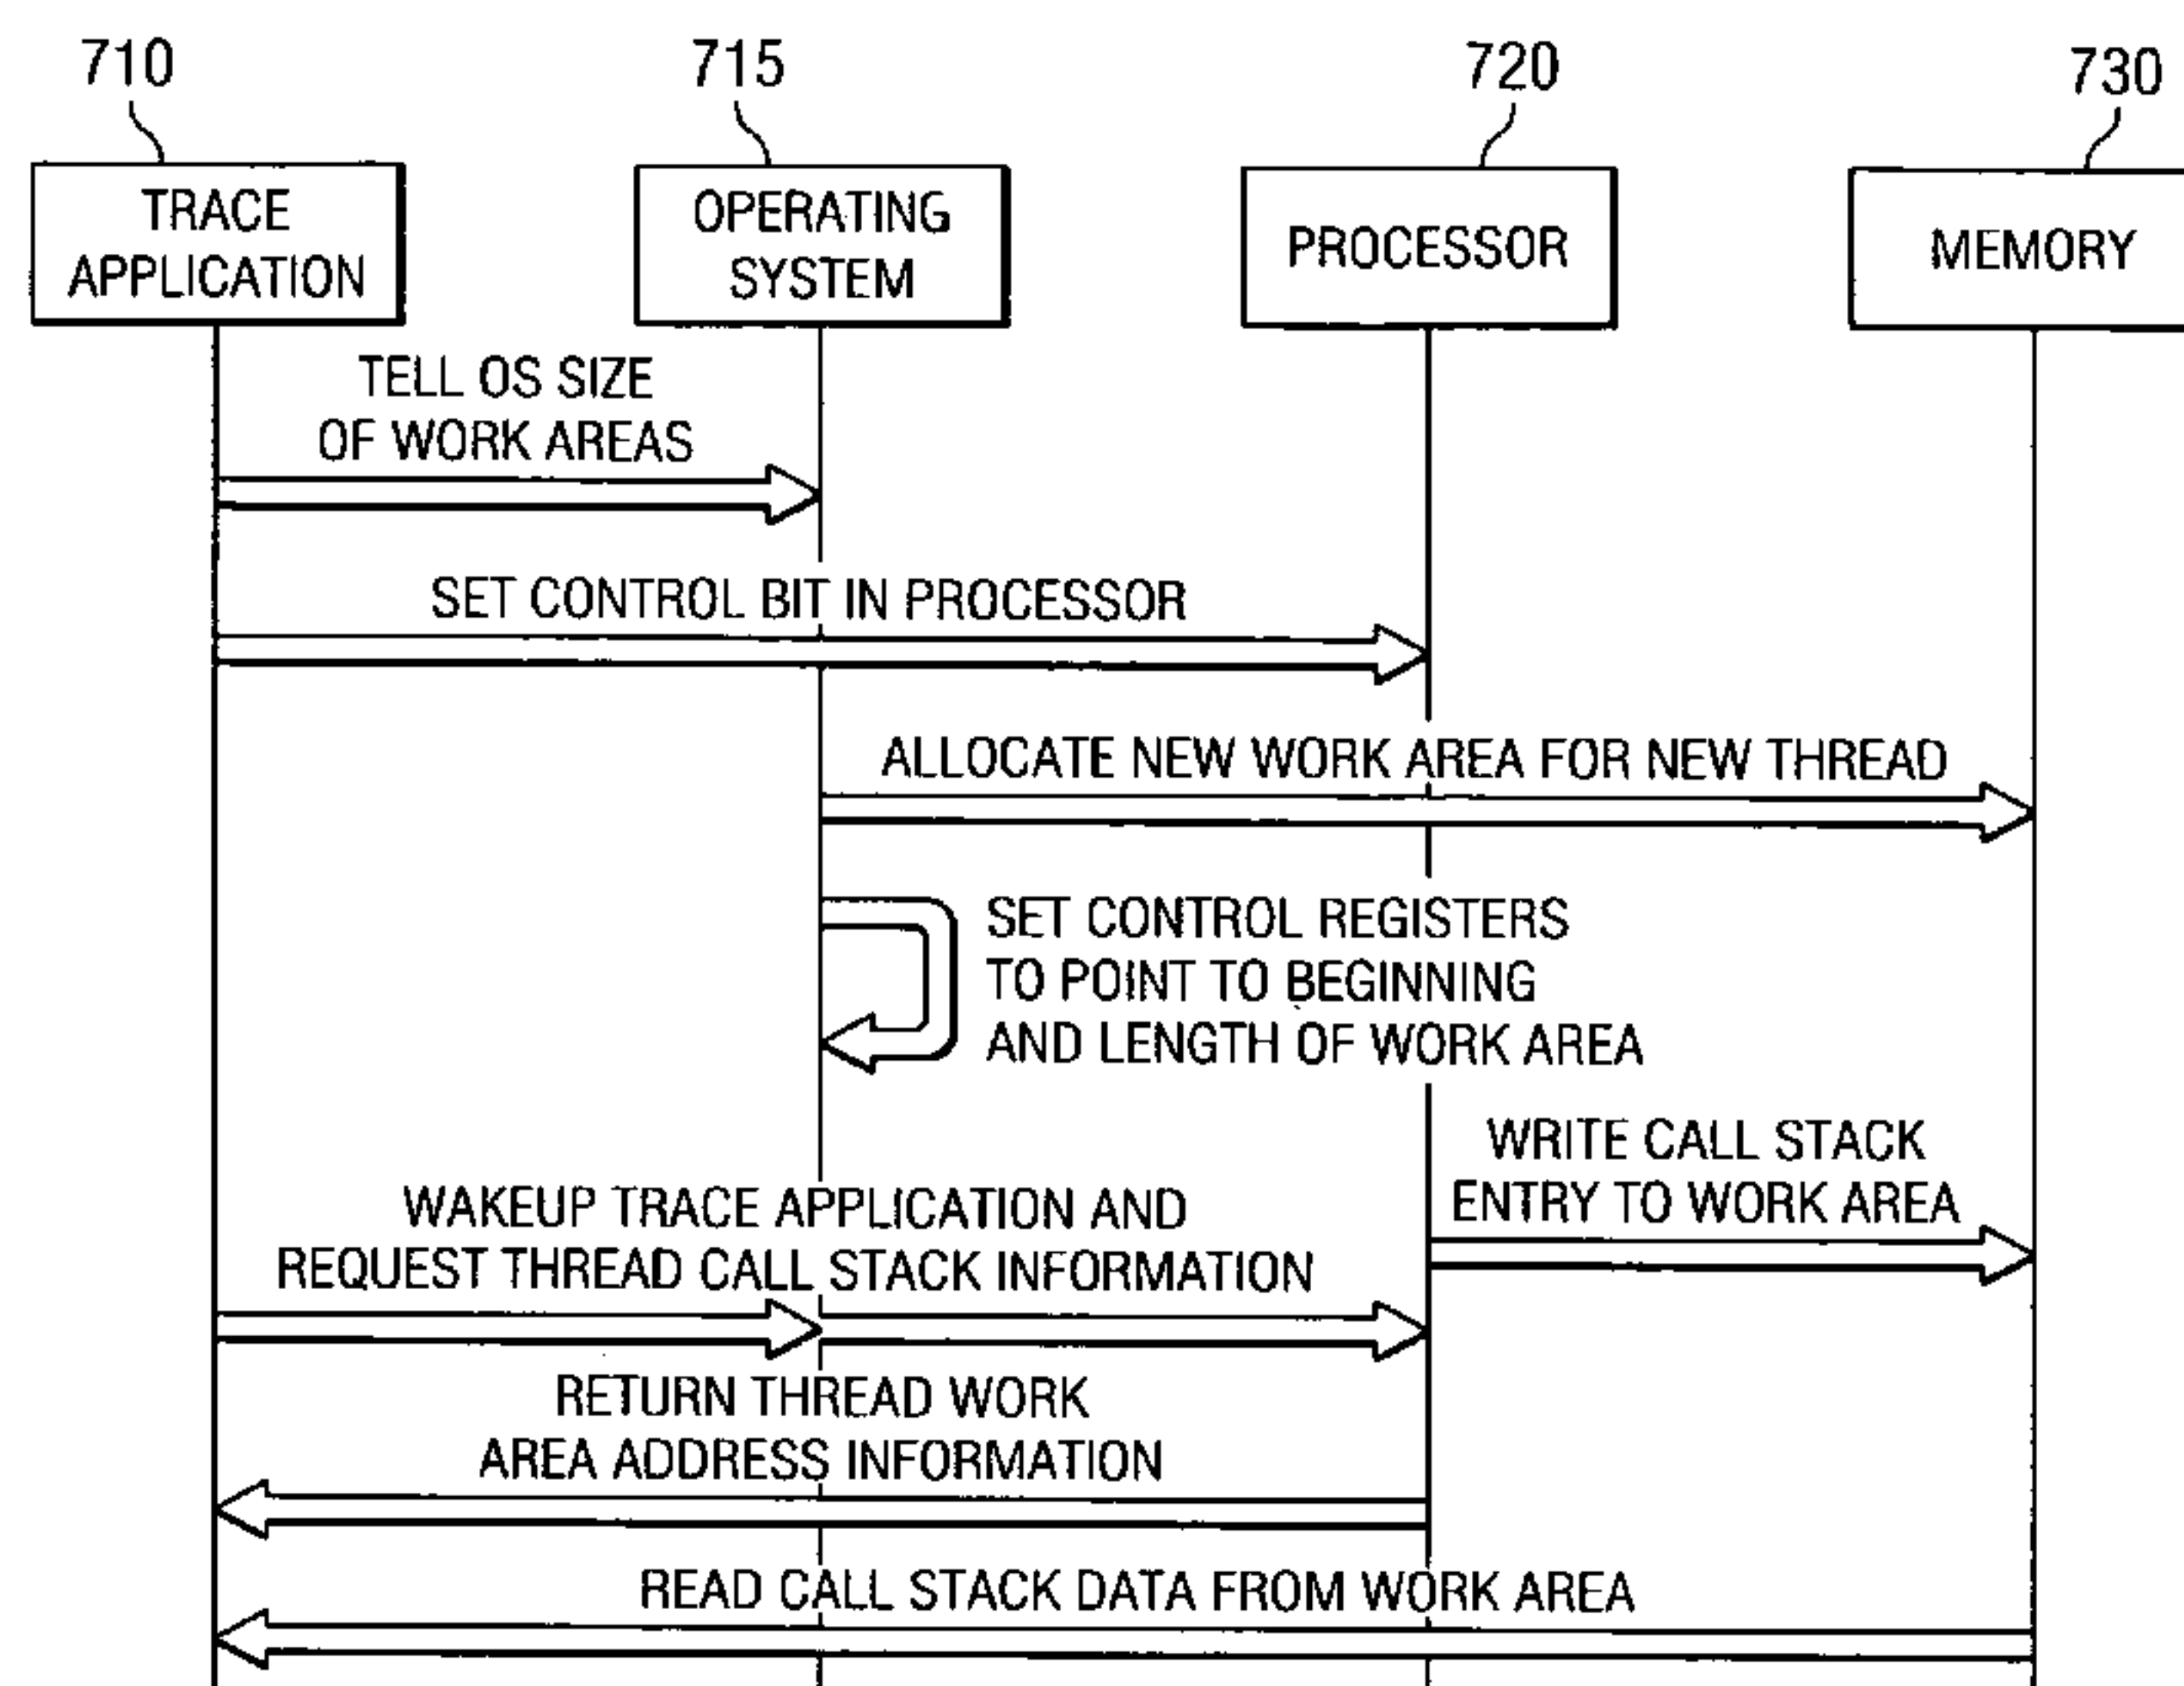 710
715
720
730
TRACE
APPLICATION
OPERATING
SYSTEM
PROCESSOR
MEMORY
TELL OS SIZE
OF WORK AREAS
SET CONTROL BIT IN PROCESSOR
ALLOCATE NEW WORK AREA FOR NEW THREAD
SET CONTROL REGISTERS
TO POINT TO BEGINNING
AND LENGTH OF WORK AREA
WRITE CALL STACK
ENTRY TO WORK AREA
WAKEUP TRACE APPLICATION AND
REQUEST THREAD CALL STACK INFORMATION
RETURN THREAD WORK
AREA ADDRESS INFORMATION
READ CALL STACK DATA FROM WORK AREA